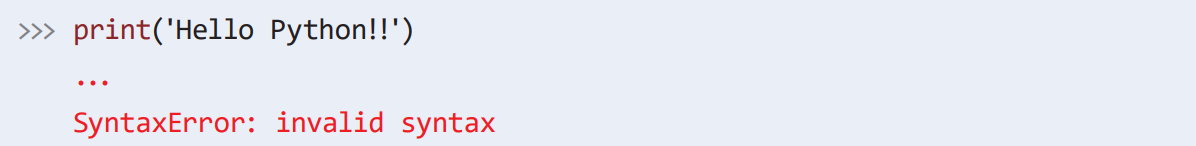 >>> print('Hello Python!!')
...
SyntaxError: invalid syntax